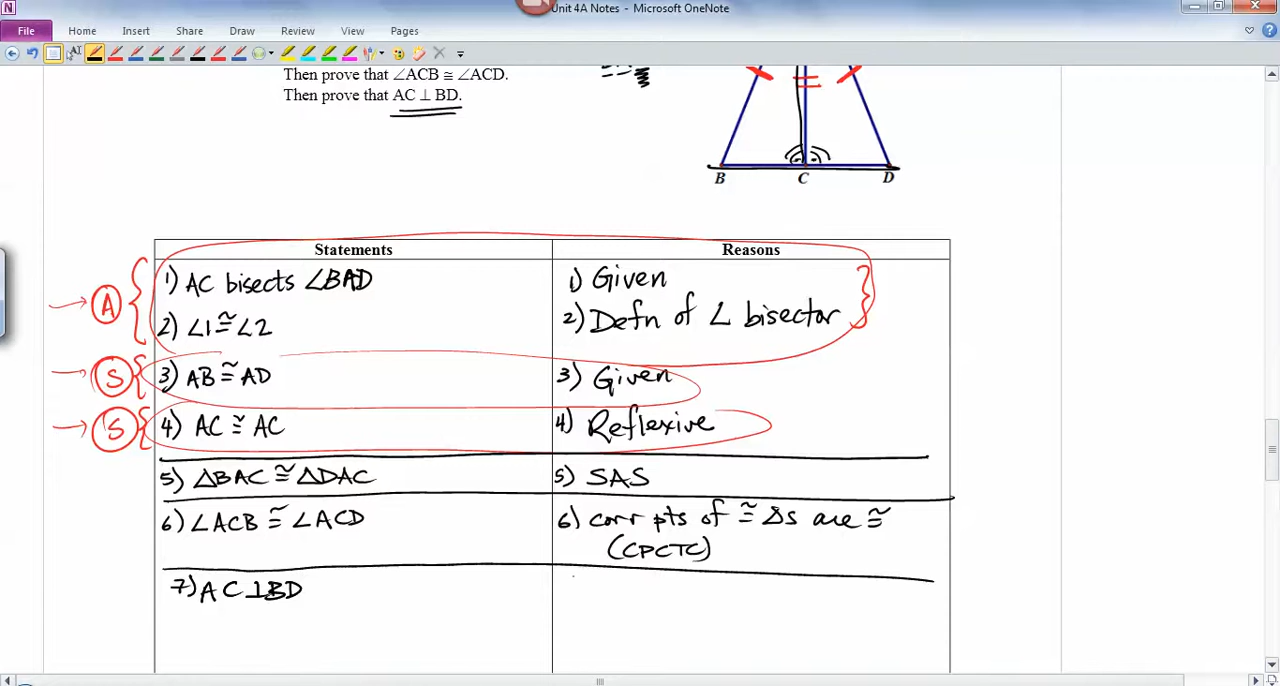 Unit 4A Notes - Microsoft OneNote
File Home Insert Share Draw Review View Pages
Then prove that ∠ACB ≅ ∠ACD.
Then prove that AC ⊥ BD.
B C D
Statements Reasons
1) AC bisects ∠BAD 1) Given
A
2) ∠1 ≅ ∠2 2) Defn of ∠ bisector
S 3) AB ≅ AD 3) Given
S 4) AC ≅ AC 4) Reflexive
5) △BAC ≅ △DAC 5) SAS
6) ∠ACB ≅ ∠ACD 6) corr pts of ≅ △s are ≅
(CPCTC)
7) AC ⊥ BD